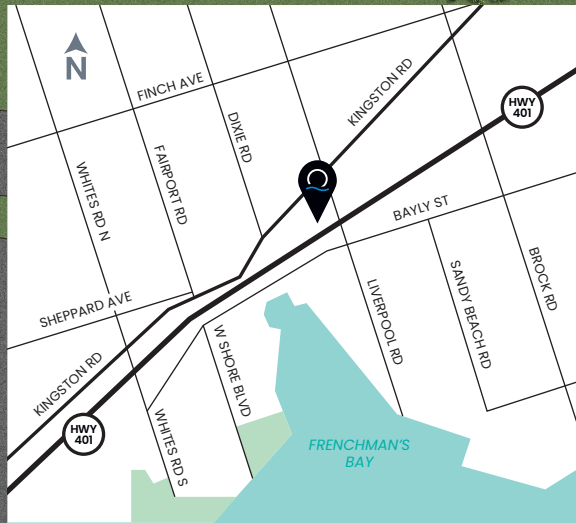 N
FINCH AVE
KINGSTON RD
HWY
401
DIXIE RD
FAIRPORT RD
WHITES RD N
BAYLY ST
SHEPPARD AVE
BROCK RD
SANDY BEACH RD
LIVERPOOL RD
W SHORE BLVD
KINGSTON RD
HWY
401
WHITES RD S
FRENCHMAN'S
BAY